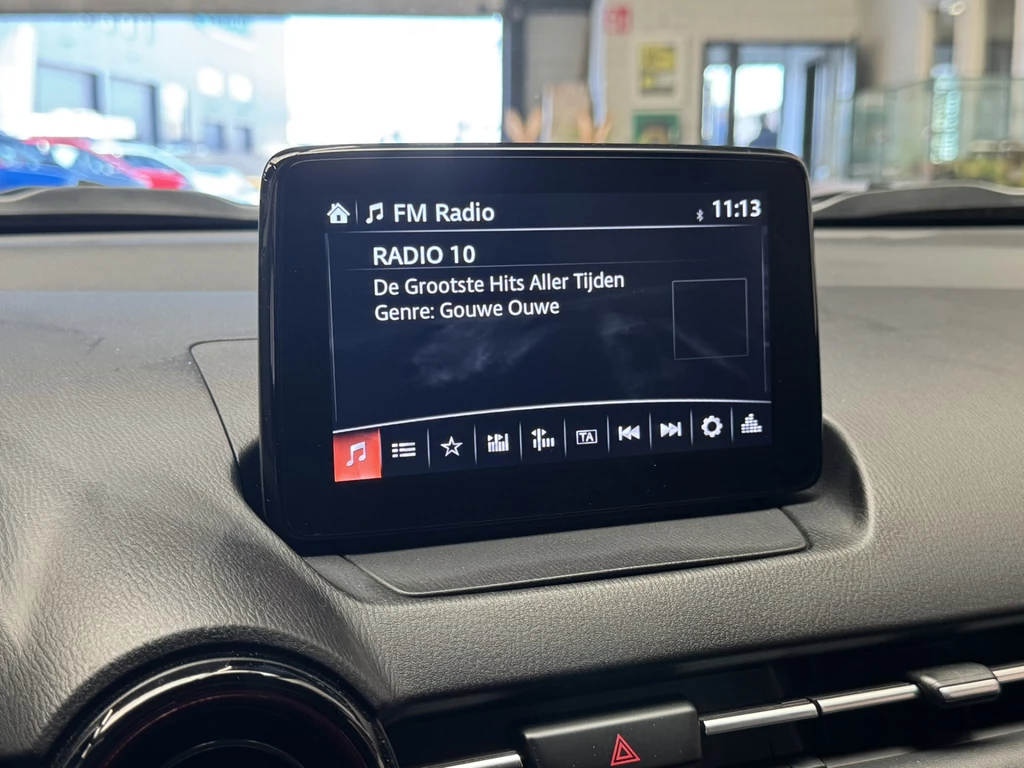 FM Radio 11:13
RADIO 10
De Grootste Hits Aller Tijden
Genre: Gouwe Ouwe
TA